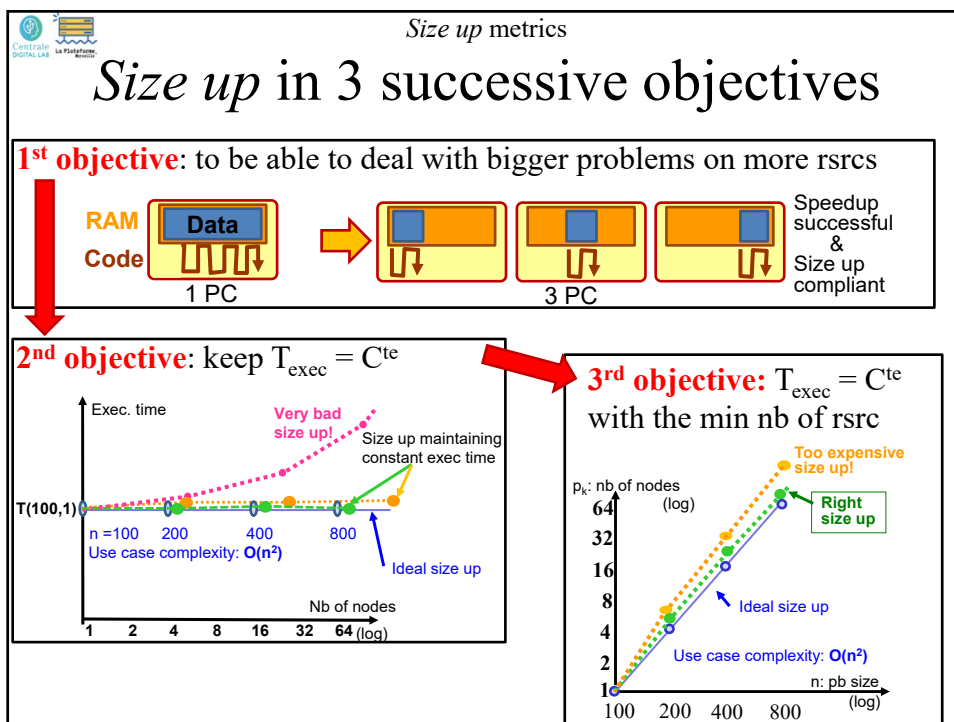 Centrale
DIGITAL LAB
La Plateforme_
Marseille
Size up metrics
Size up in 3 successive objectives
1st objective: to be able to deal with bigger problems on more rsrcs
RAM
Data
Code
1 PC
3 PC
Speedup
successful
&
Size up
compliant
2nd objective: keep Texec = Cte
Exec. time
Very bad
size up!
Size up maintaining
constant exec time
T(100,1)
n =100 200 400 800
Use case complexity: O(n²)
Ideal size up
Nb of nodes
1 2 4 8 16 32 64 (log)
3rd objective: Texec = Cte
with the min nb of rsrc
Too expensive
size up!
pk: nb of nodes
(log)
Right
size up
64
32
16
8
4
2
1
Ideal size up
Use case complexity: O(n²)
n: pb size
(log)
100 200 400 800